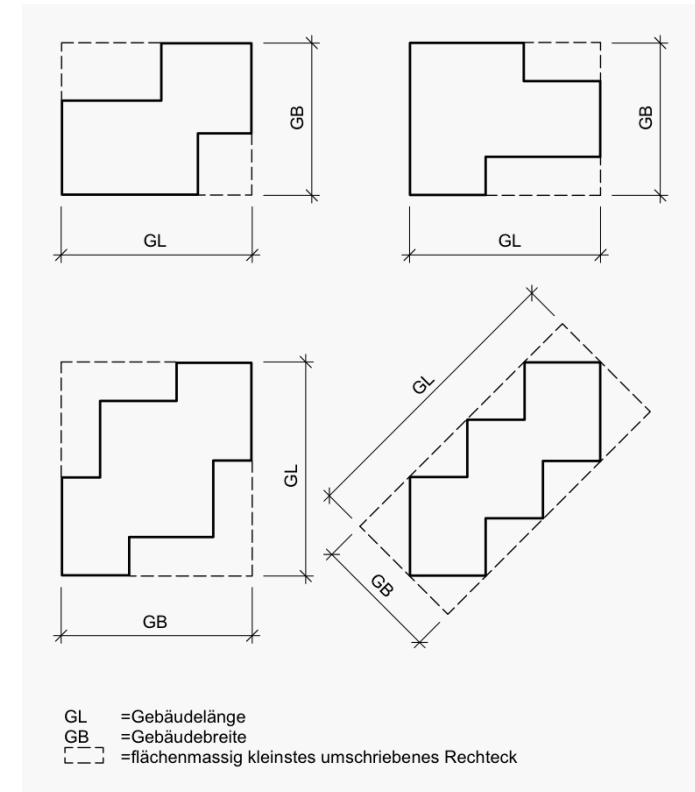 GB
GL
GB
GL
GL
GB
GL
GB
GL =Gebäudelänge
GB =Gebäudebreite
=flächenmassig kleinstes umschriebenes Rechteck